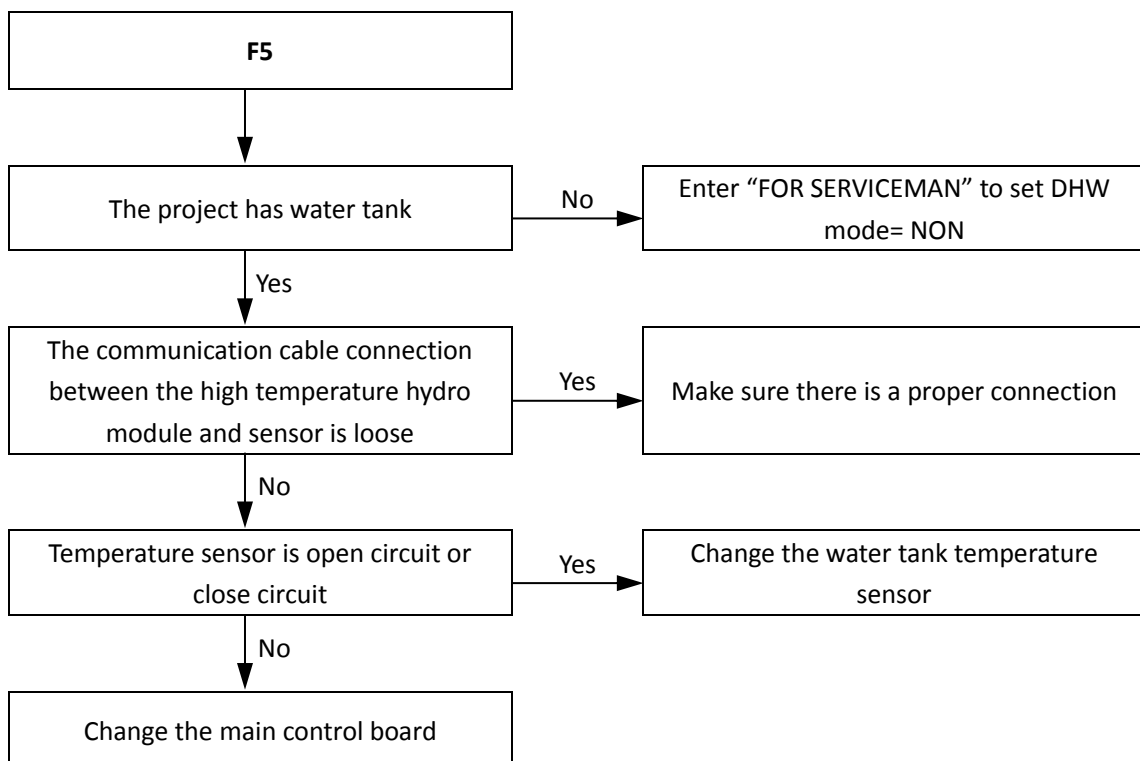 F5
The project has water tank
No
Enter “FOR SERVICEMAN” to set DHW
mode= NON
Yes
The communication cable connection
between the high temperature hydro
module and sensor is loose
Yes
Make sure there is a proper connection
No
Temperature sensor is open circuit or
close circuit
Yes
Change the water tank temperature
sensor
No
Change the main control board